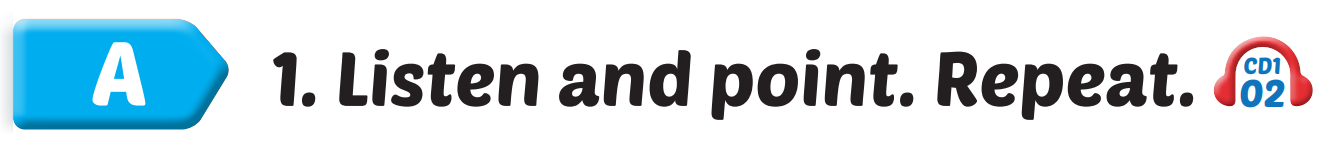 A 1. Listen and point. Repeat. CD1 02